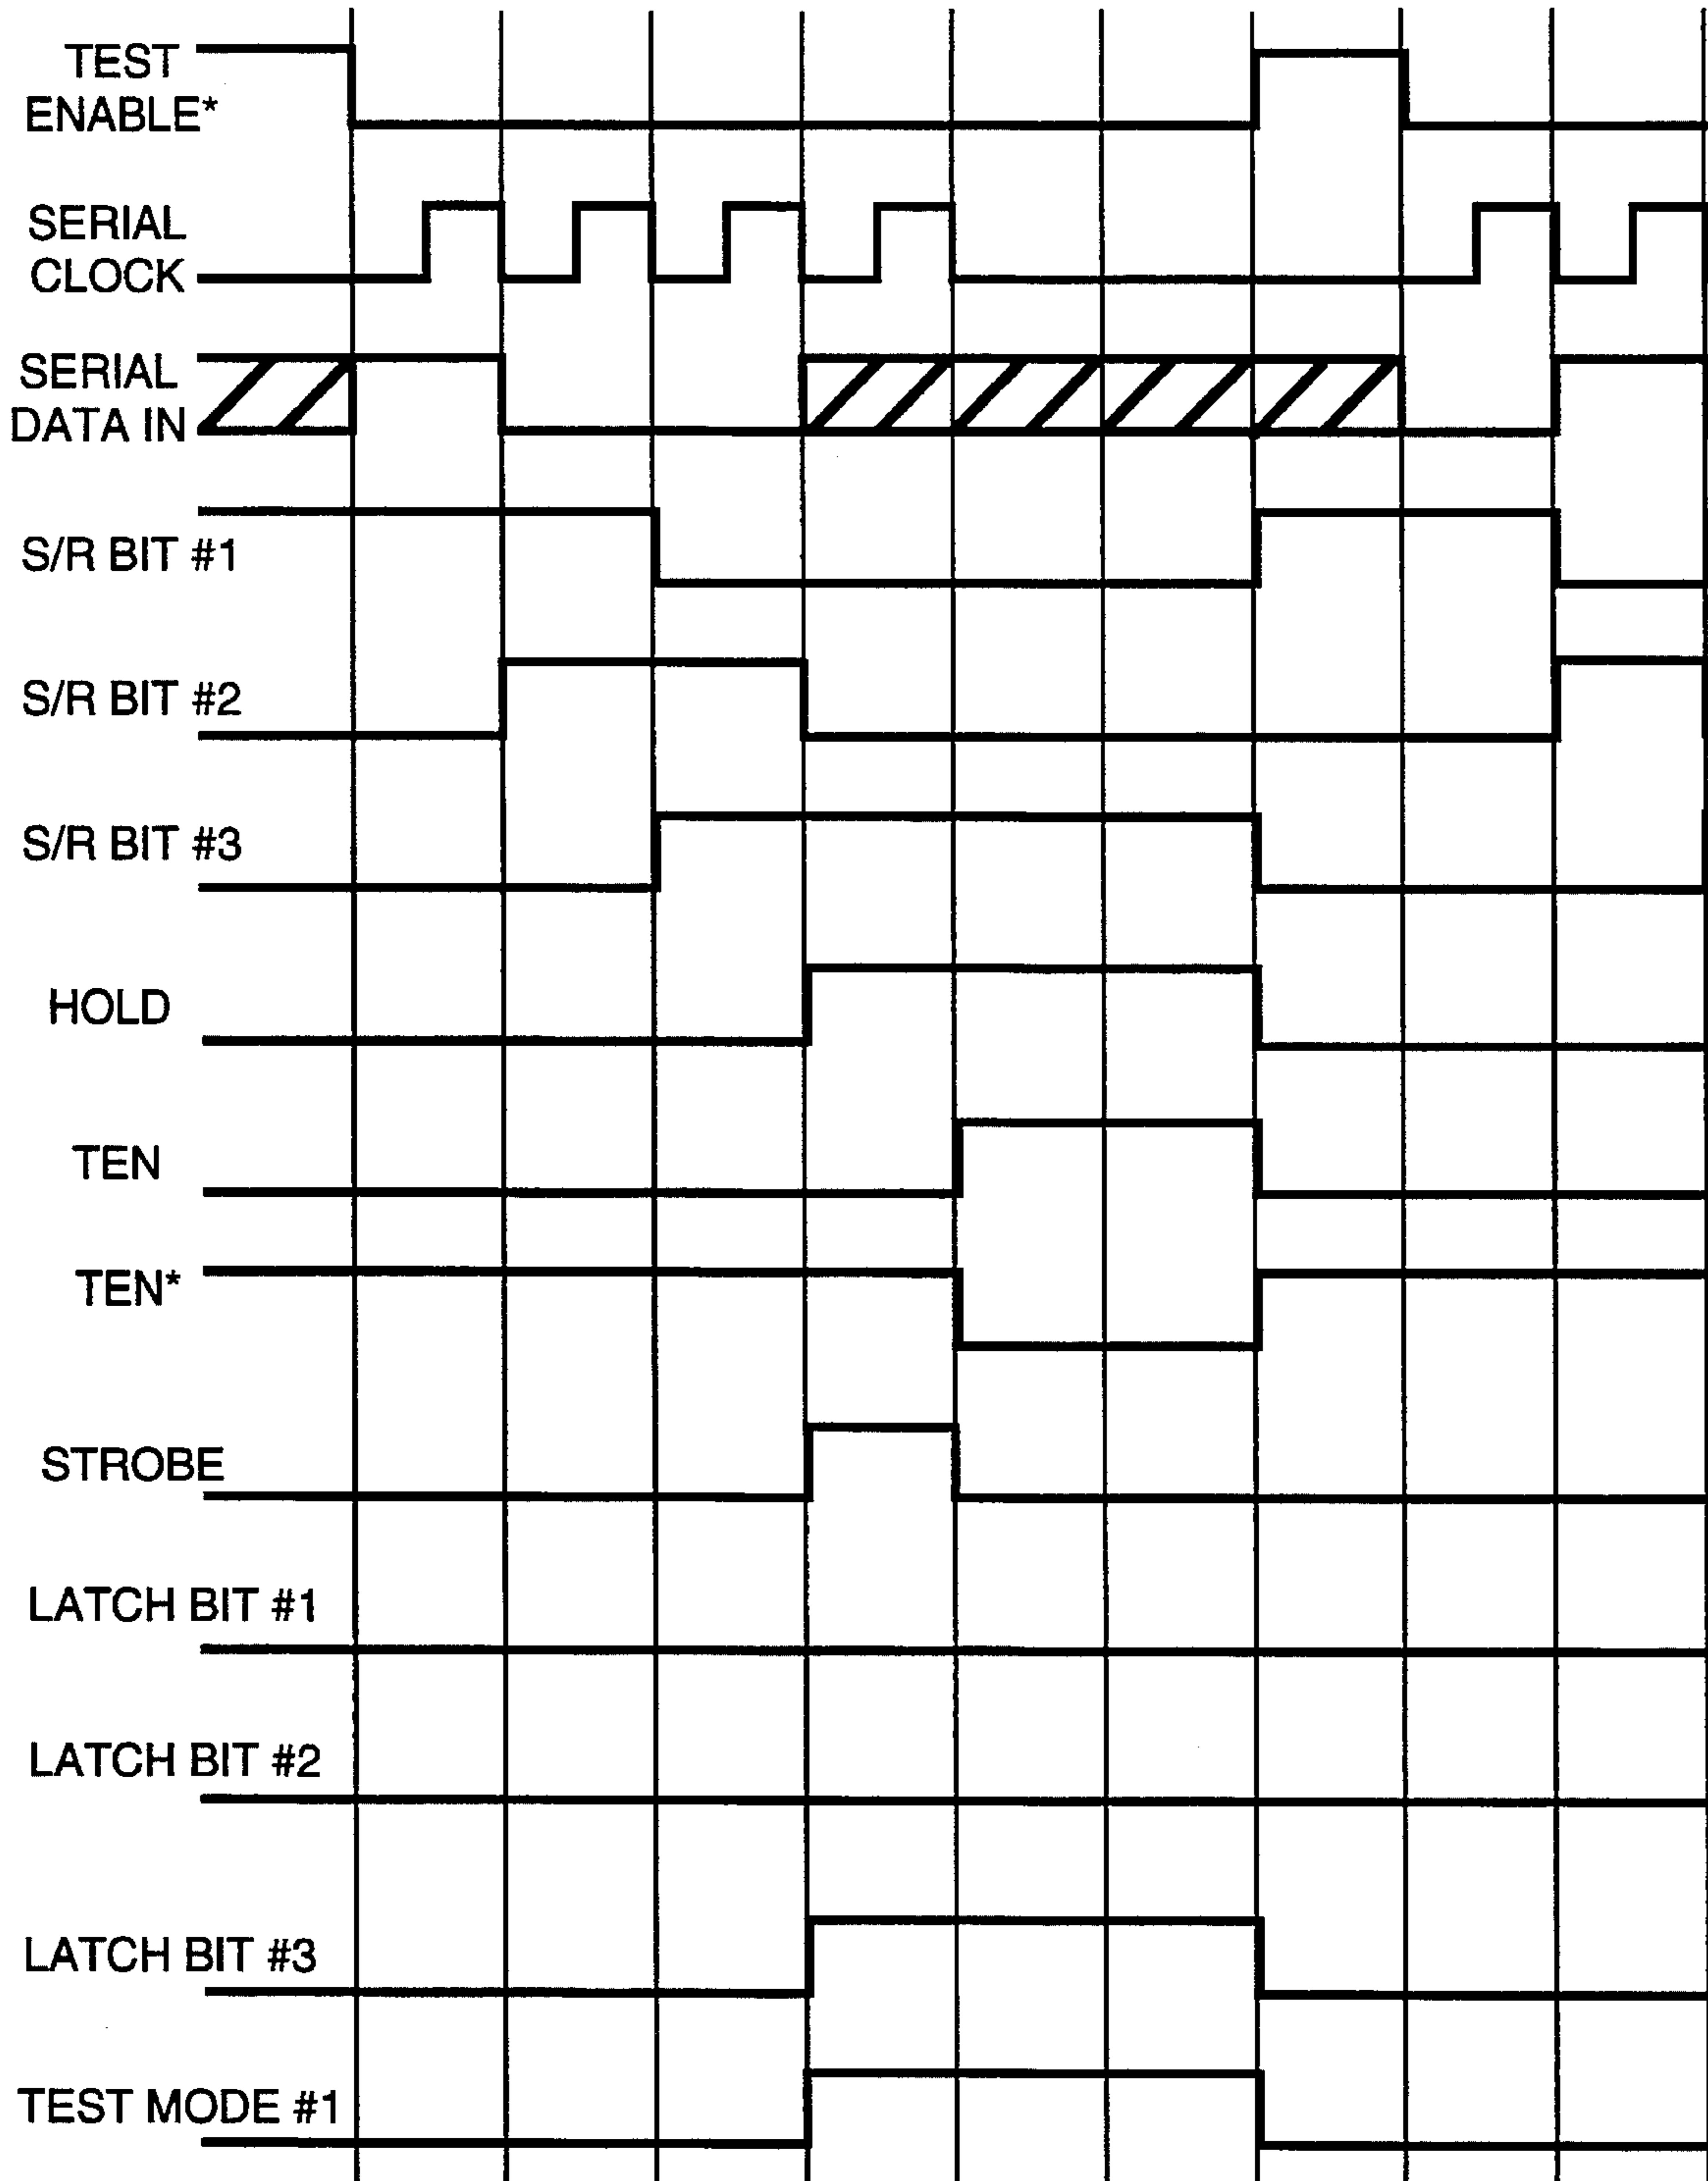 TEST
ENABLE*
SERIAL
CLOCK
SERIAL
DATA IN
S/R BIT #1
S/R BIT #2
S/R BIT #3
HOLD
TEN
TEN*
STROBE
LATCH BIT #1
LATCH BIT #2
LATCH BIT #3
TEST MODE #1